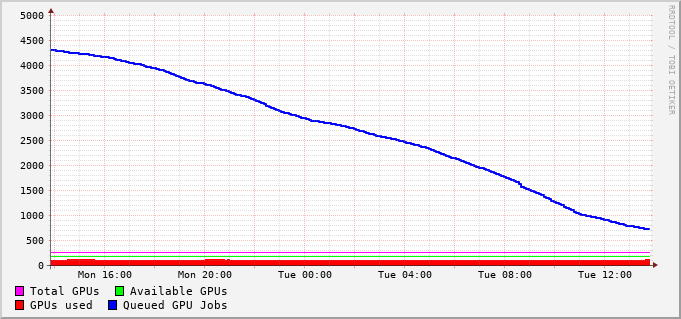 5000
4500
4000
3500
3000
2500
2000
1500
1000
500
0
Mon 16:00 Mon 20:00 Tue 00:00 Tue 04:00 Tue 08:00 Tue 12:00
Total GPUs Available GPUs
GPUs used Queued GPU Jobs
RRDTOOL / TOBI OETIKER